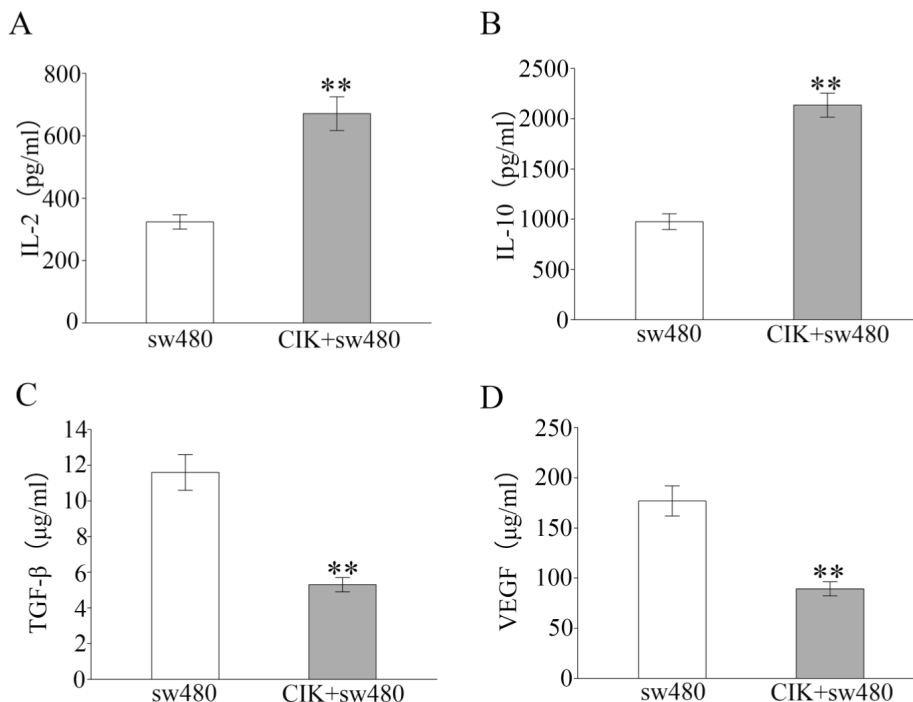 A
IL-2 (pg/ml)
800
600
400
200
0
**
sw480
CIK+sw480
B
IL-10 (pg/ml)
2500
2000
1500
1000
500
0
**
sw480
CIK+sw480
C
TGF-β (μg/ml)
14
12
10
8
6
4
2
0
**
sw480
CIK+sw480
D
VEGF (μg/ml)
250
200
150
100
50
0
**
sw480
CIK+sw480